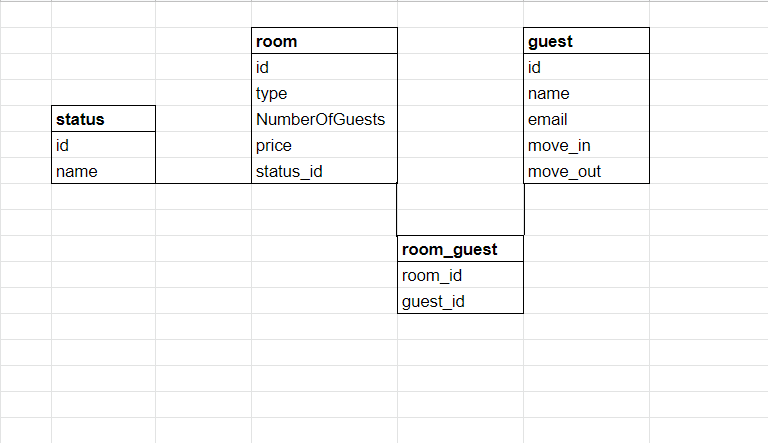 room
id
type
NumberOfGuests
price
status_id
guest
id
name
email
move_in
move_out
status
id
name
room_guest
room_id
guest_id